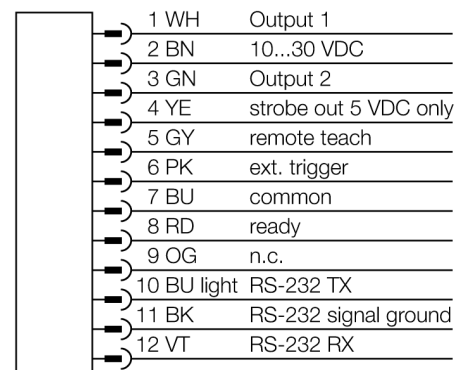 1 WH Output 1
2 BN 10...30 VDC
3 GN Output 2
4 YE strobe out 5 VDC only
5 GY remote teach
6 PK ext. trigger
7 BU common
8 RD ready
9 OG n.c.
10 BU light RS-232 TX
11 BK RS-232 signal ground
12 VT RS-232 RX